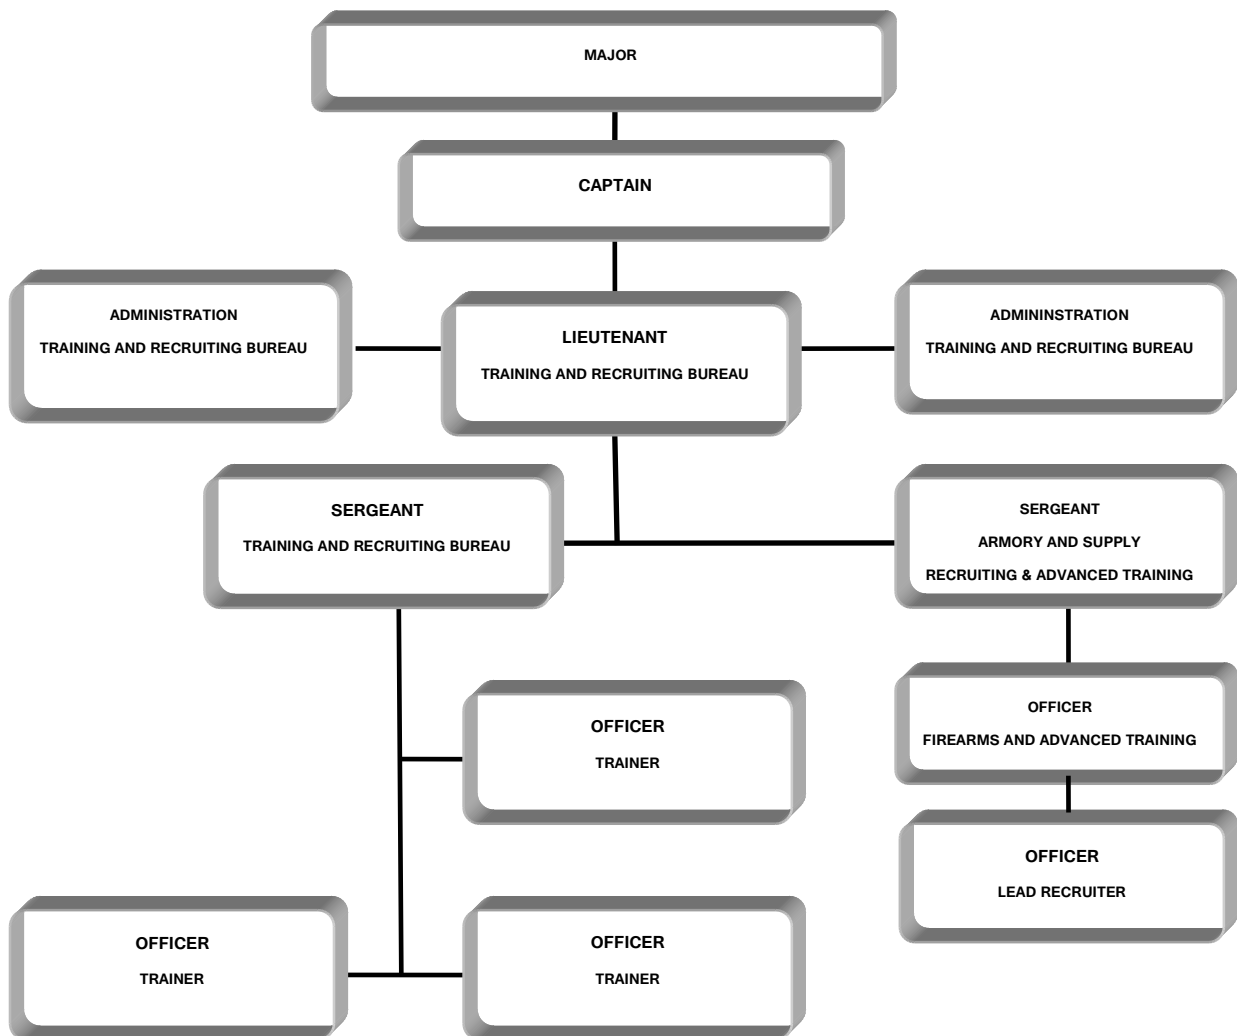 MAJOR
CAPTAIN
ADMINISTRATION
TRAINING AND RECRUITING BUREAU
LIEUTENANT
TRAINING AND RECRUITING BUREAU
ADMININSTRATION
TRAINING AND RECRUITING BUREAU
SERGEANT
TRAINING AND RECRUITING BUREAU
SERGEANT
ARMORY AND SUPPLY
RECRUITING & ADVANCED TRAINING
OFFICER
TRAINER
OFFICER
FIREARMS AND ADVANCED TRAINING
OFFICER
LEAD RECRUITER
OFFICER
TRAINER
OFFICER
TRAINER